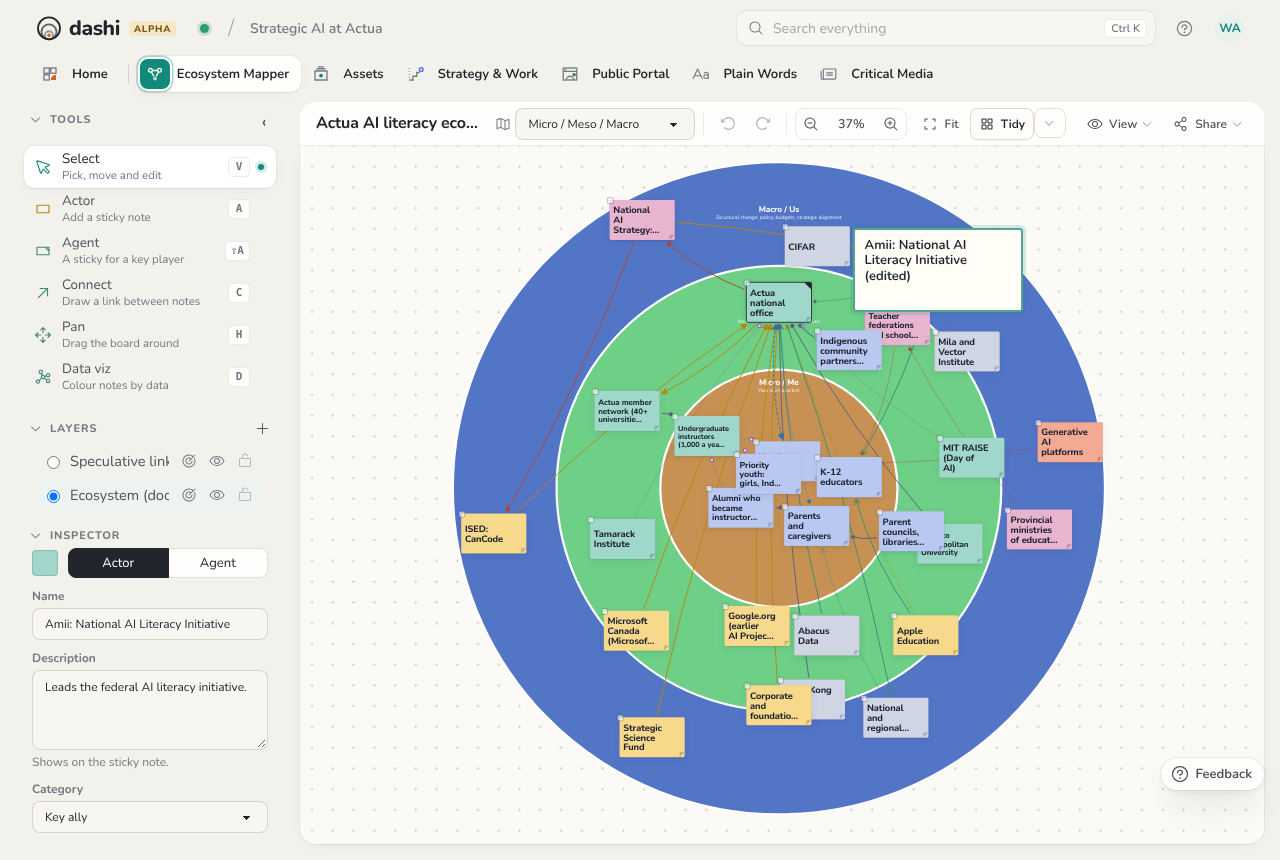 dashi
ALPHA
/
Strategic AI at Actua
Search everything
Ctrl K
WA
Home
Ecosystem Mapper
Assets
Strategy & Work
Public Portal
Aa
Plain Words
Critical Media
TOOLS
Select
Pick, move and edit
V
Actor
Add a sticky note
A
Agent
A sticky for a key player
⇧A
Connect
Draw a link between notes
C
Pan
Drag the board around
H
Data viz
Colour notes by data
D
LAYERS
Speculative link
Ecosystem (doc
INSPECTOR
Actor
Agent
Name
Amii: National AI Literacy Initiative
Description
Leads the federal AI literacy initiative.
Shows on the sticky note.
Category
Key ally
Actua AI literacy eco...
Micro / Meso / Macro
37%
Fit
Tidy
View
Share
Macro / Us
Structural change: policy, budgets, strategic alignment
National
AI
Strategy:...
CIFAR
Amii: National AI
Literacy Initiative
(edited)
Actua
national
office
Teacher
federations
school...
Indigenous
community
partners...
Mila and
Vector
Institute
Micro / Me
Actua member
network (40+
universitie...
Undergraduate
instructors
(1,000 a yea...
Generative
AI
platforms
MIT RAISE
(Day of
AI)
Priority
youth:
girls, Ind...
K-12
educators
Alumni who
became
instructor...
Parents
and
caregivers
Parent
councils,
libraries...
University
Provincial
ministries
of educat...
ISED:
CanCode
Tamarack
Institute
Microsoft
Canada
(Microsof...
Google.org
(earlier
AI Projec...
Abacus
Data
Apple
Education
Kong
Corporate
and
foundatio...
National
and
regional...
Strategic
Science
Fund
Feedback